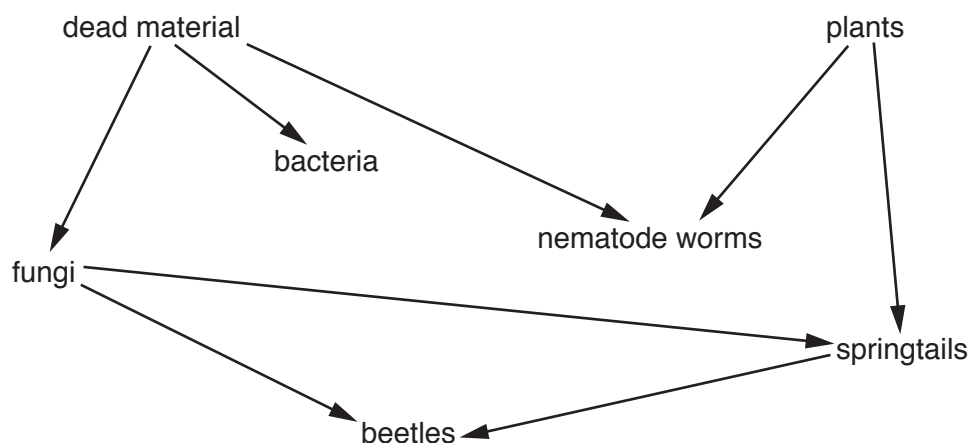 dead material
plants
bacteria
nematode worms
fungi
springtails
beetles